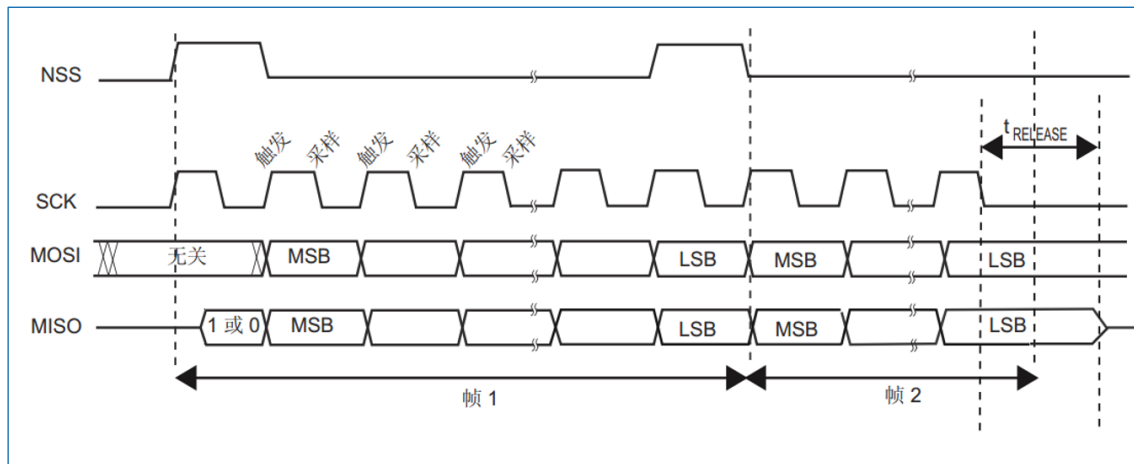 NSS
t RELEASE
触发 采样 触发 采样 触发 采样
SCK
MOSI 无关 MSB LSB MSB LSB
MISO 1 或 0 MSB LSB MSB LSB
帧 1 帧 2